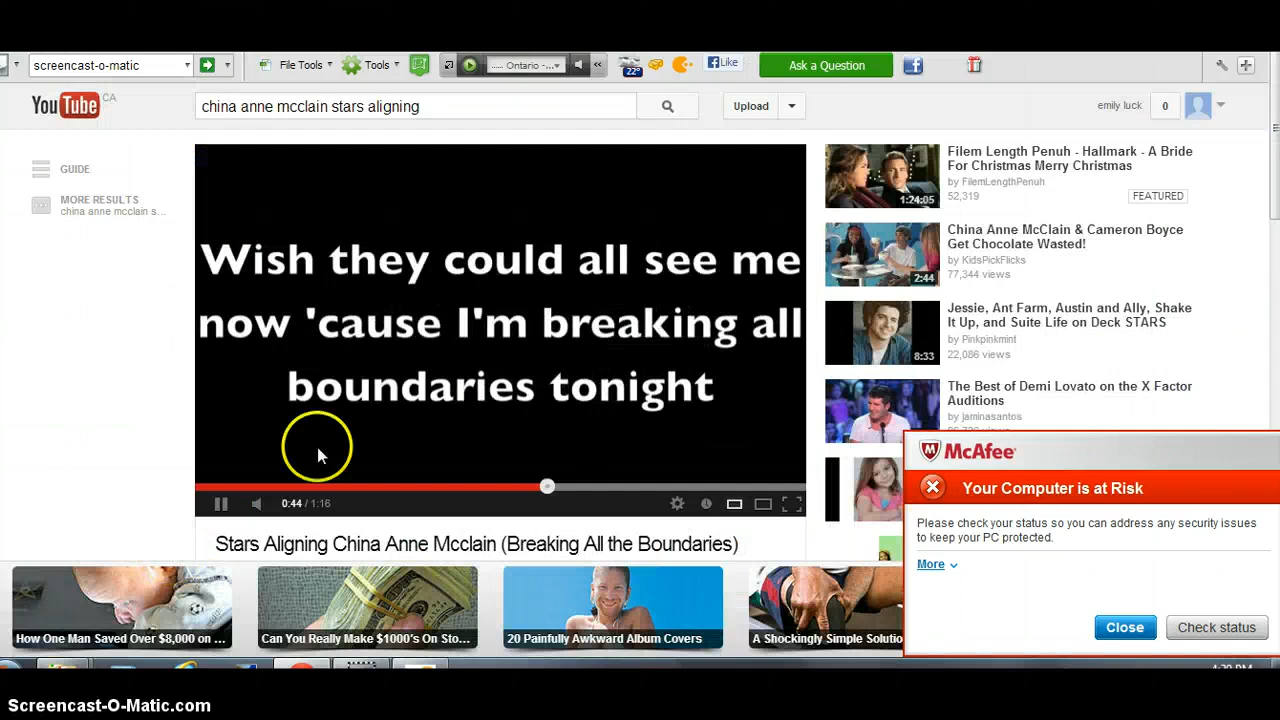 screencast-o-matic
File Tools
Tools
..... Ontario -...
22°
Like
Ask a Question
YouTube CA
china anne mcclain stars aligning
Upload
emily luck
0
GUIDE
MORE RESULTS
china anne mcclain s...
Wish they could all see me
now 'cause I'm breaking all
boundaries tonight
0:44 / 1:16
Stars Aligning China Anne Mcclain (Breaking All the Boundaries)
1:24:05
Filem Length Penuh - Hallmark - A Bride
For Christmas Merry Christmas
by FilemLengthPenuh
52,319
FEATURED
2:44
China Anne McClain & Cameron Boyce
Get Chocolate Wasted!
by KidsPickFlicks
77,344 views
8:33
Jessie, Ant Farm, Austin and Ally, Shake
It Up, and Suite Life on Deck STARS
by Pinkpinkmint
22,086 views
The Best of Demi Lovato on the X Factor
Auditions
by jaminasantos
McAfee
Your Computer is at Risk
Please check your status so you can address any security issues
to keep your PC protected.
More
Close
Check status
How One Man Saved Over $8,000 on ...
Can You Really Make $1000's On Sto...
20 Painfully Awkward Album Covers
A Shockingly Simple Solutio
Screencast-O-Matic.com